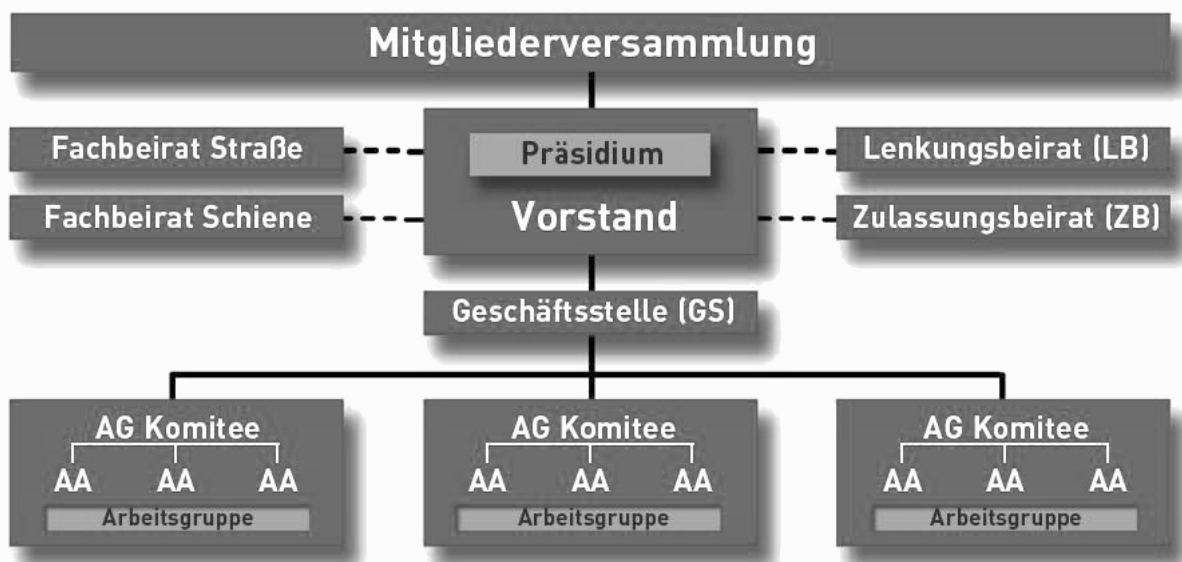 Mitgliederversammlung
Fachbeirat Straße
Präsidium
Lenkungsbeirat (LB)
Fachbeirat Schiene
Vorstand
Zulassungsbeirat (ZB)
Geschäftsstelle (GS)
AG Komitee
AA AA AA
Arbeitsgruppe
AG Komitee
AA AA AA
Arbeitsgruppe
AG Komitee
AA AA AA
Arbeitsgruppe